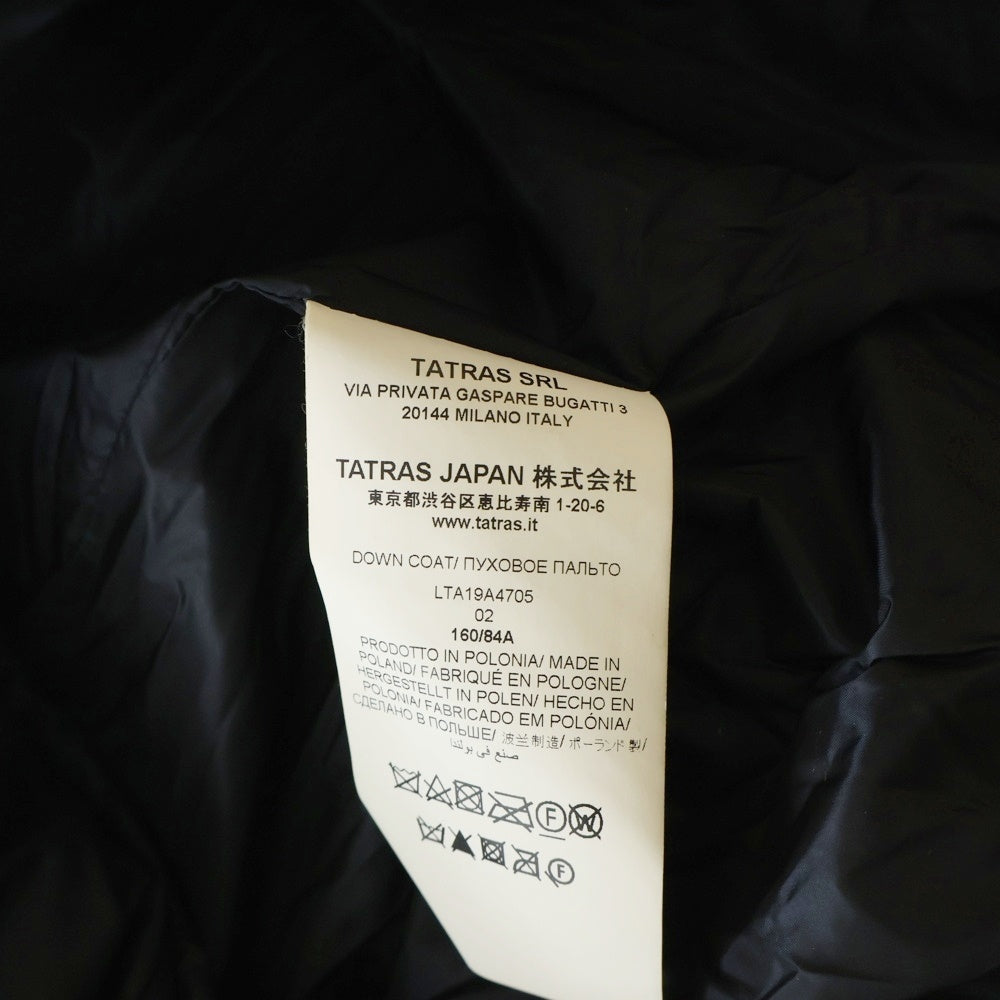 TATRAS SRL
VIA PRIVATA GASPARE BUGATTI 3
20144 MILANO ITALY
TATRAS JAPAN 株式会社
東京都渋谷区恵比寿南 1-20-6
www.tatras.it
DOWN COAT/ ПУХОВОЕ ПАЛЬТО
LTA19A4705
02
160/84A
PRODOTTO IN POLONIA/ MADE IN
POLAND/ FABRIQUÉ EN POLOGNE/
HERGESTELLT IN POLEN/ HECHO EN
POLONIA/ FABRICADO EM POLÓNIA/
СДЕЛАНО В ПОЛЬШЕ/ 波兰制造/ ポーランド製/
صنع في بولندا
F W
F